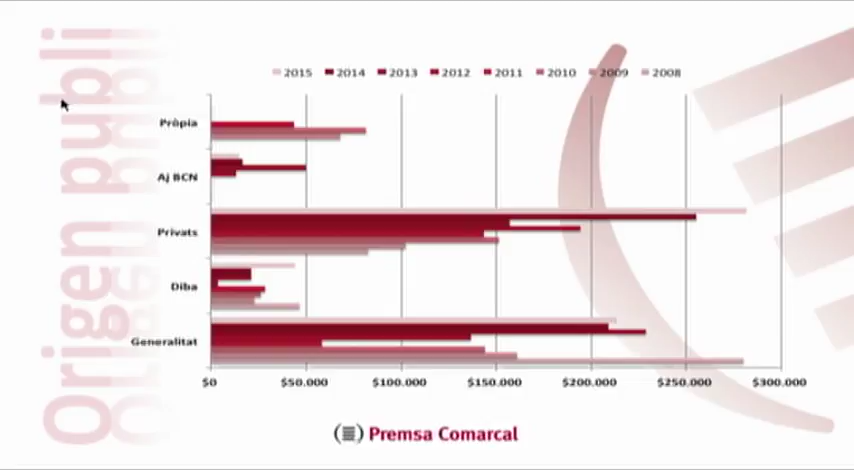 Origen publi
2015 2014 2013 2012 2011 2010 2009 2008
Pròpia
Aj BCN
Privats
Diba
Generalitat
$0 $50.000 $100.000 $150.000 $200.000 $250.000 $300.000
Premsa Comarcal